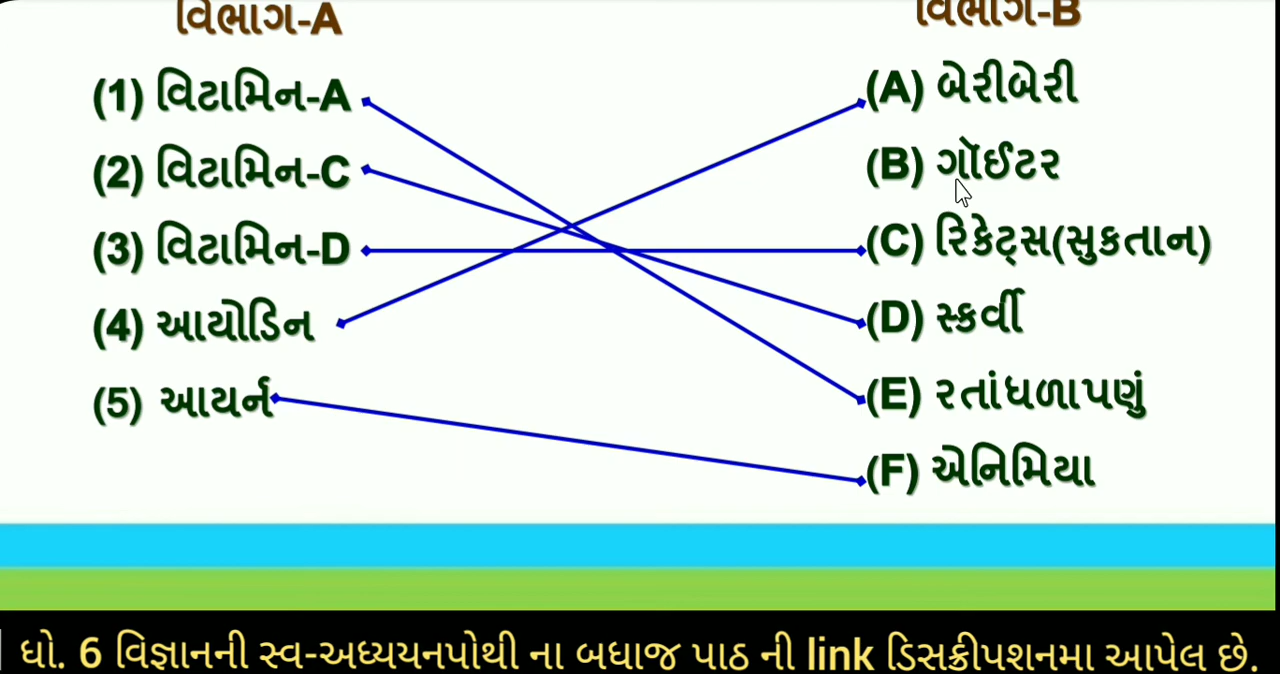 વિભાગ-A
વિભાગ-B
(1) વિટામિન-A
(A) બેરીબેરી
(2) વિટામિન-C
(B) ગૉઈટર
(3) વિટામિન-D
(C) રિકેટ્સ(સુકતાન)
(4) આયોડિન
(D) સ્કર્વી
(5) આયર્ન
(E) રતાંધળાપણું
(F) એનિમિયા
ધો. 6 વિજ્ઞાનની સ્વ-અધ્યયનપોથી ના બધાજ પાઠ ની link ડિસક્રીપશનમા આપેલ છે.